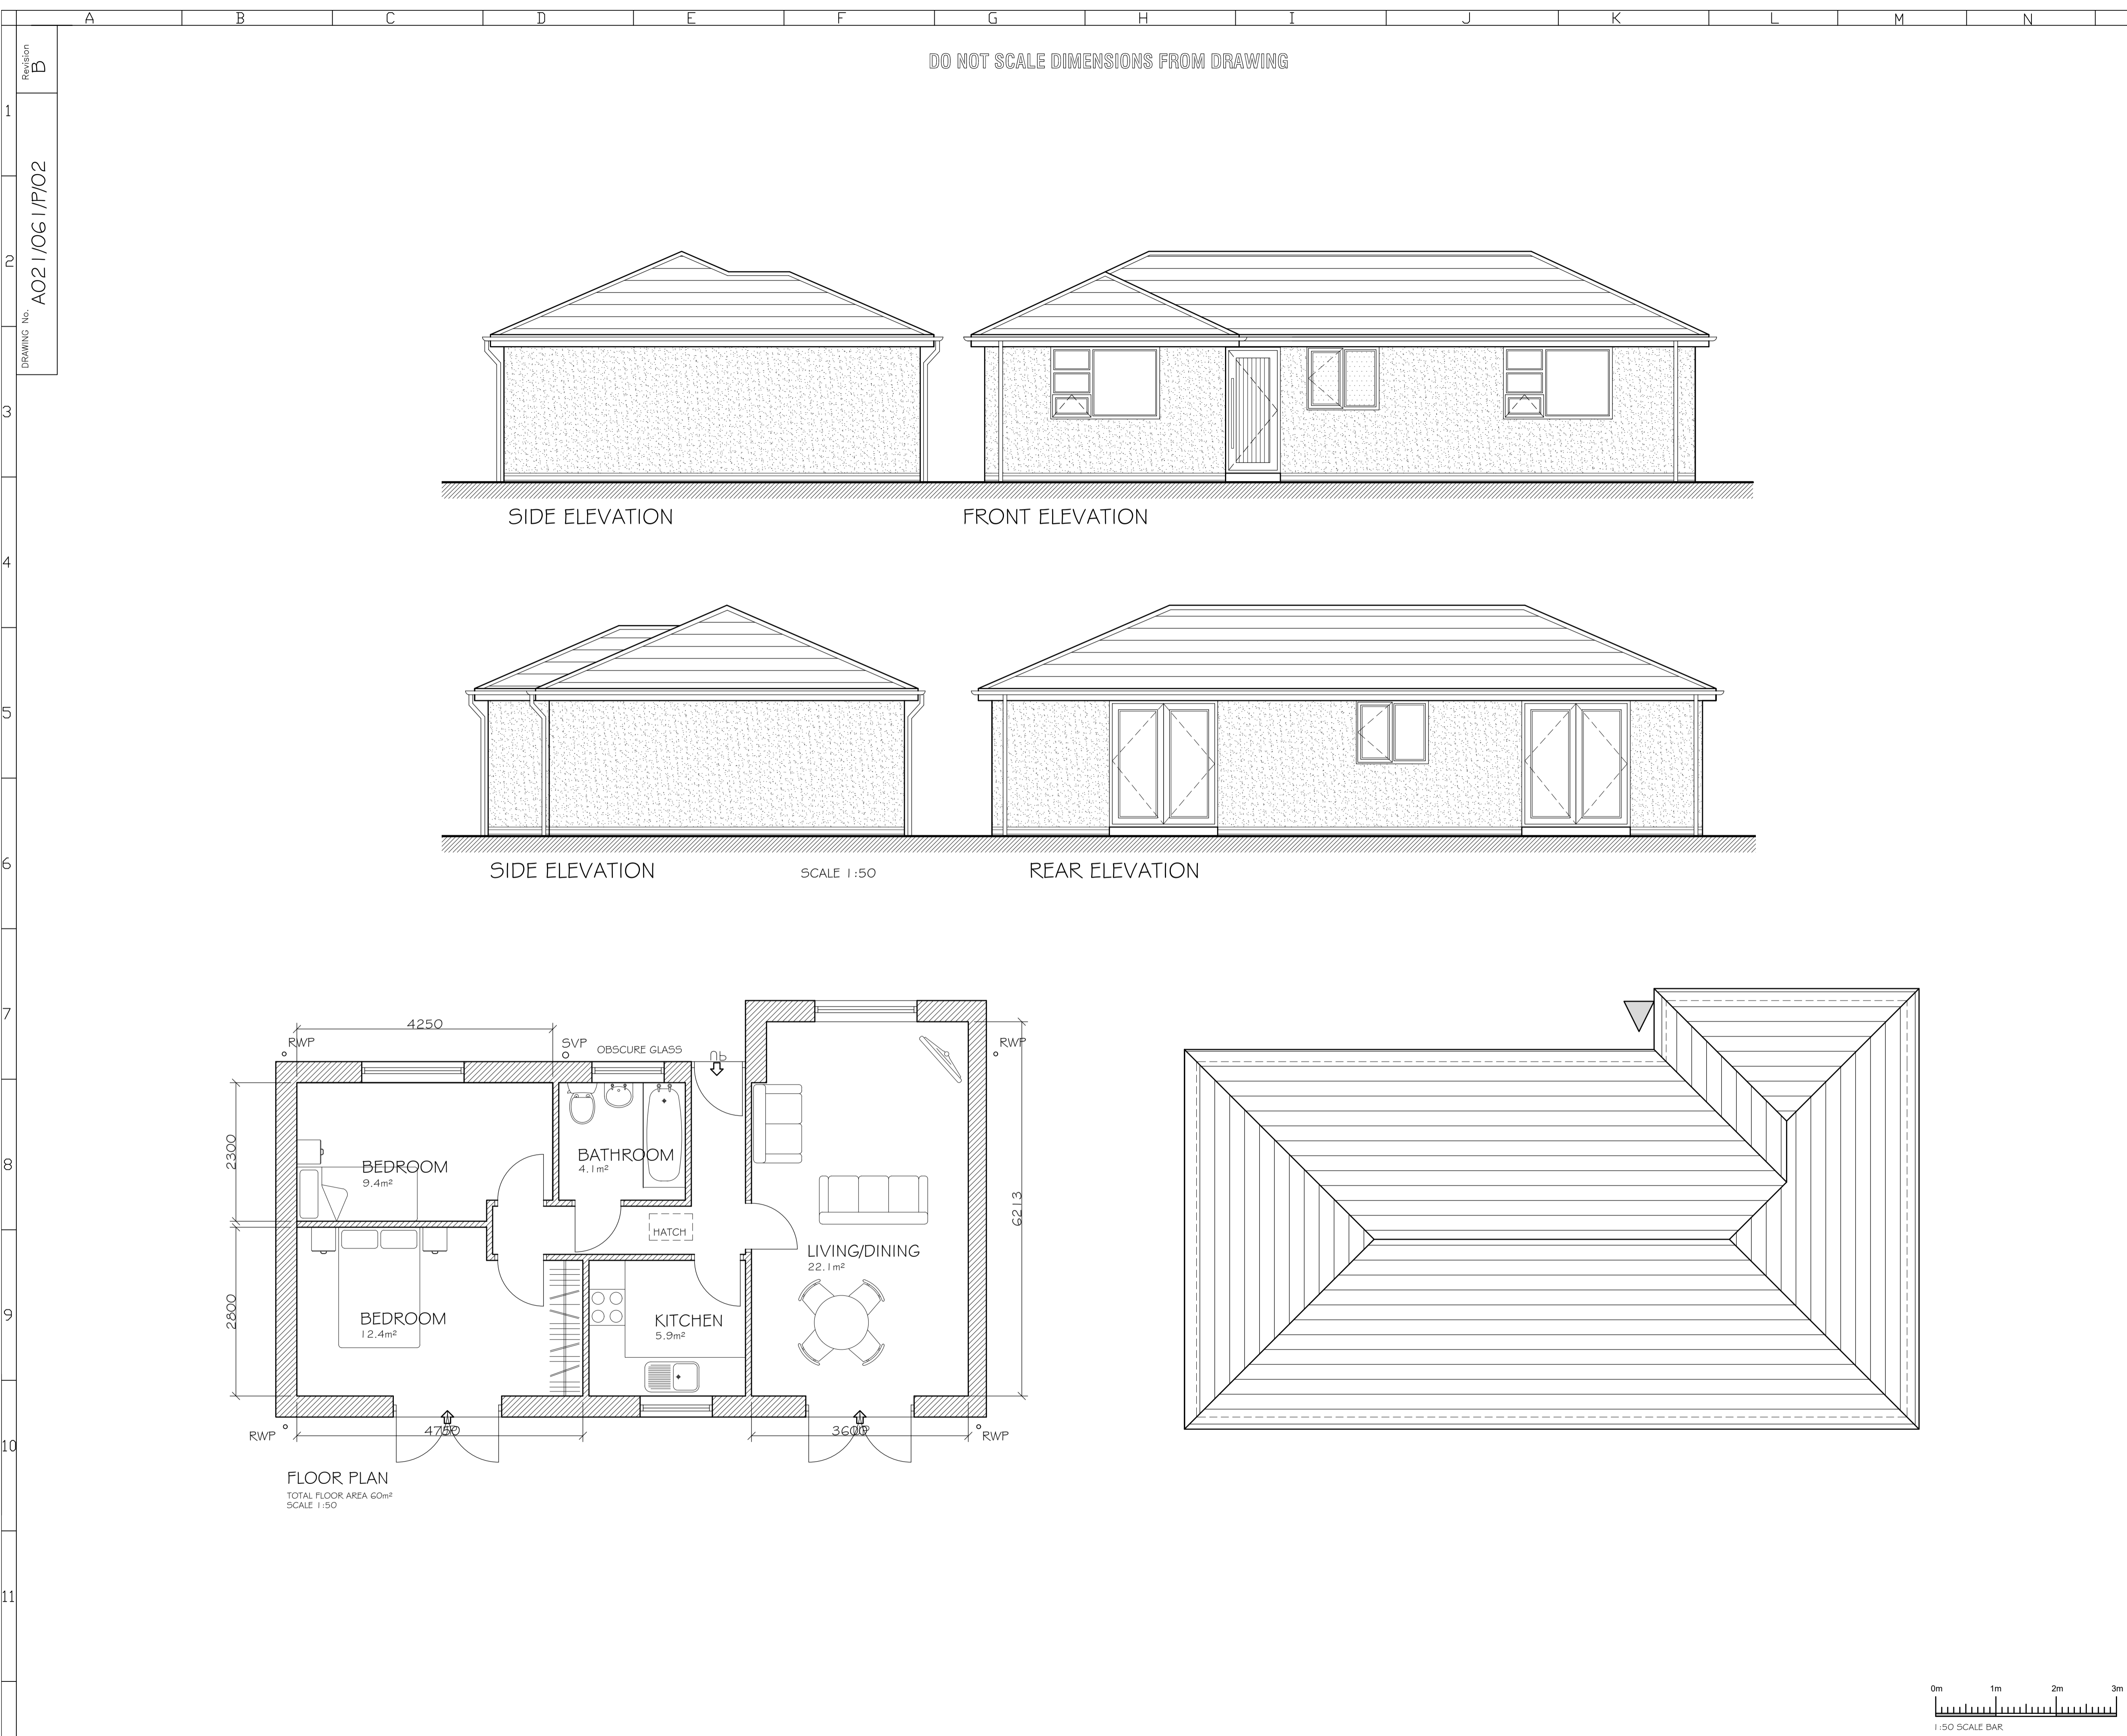 A B C D E F G H I J K L M N
Revision
B
DRAWING No.
A021/061/P/02
DO NOT SCALE DIMENSIONS FROM DRAWING
1
2
3
4
5
6
7
8
9
10
11
SIDE ELEVATION
FRONT ELEVATION
SIDE ELEVATION
SCALE 1:50
REAR ELEVATION
4250
RWP
SVP
OBSCURE GLASS
RWP
2300
BEDROOM
9.4m²
BATHROOM
4.1m²
6213
HATCH
LIVING/DINING
22.1m²
2800
BEDROOM
12.4m²
KITCHEN
5.9m²
RWP
4750
3600
RWP
FLOOR PLAN
TOTAL FLOOR AREA 60m²
SCALE 1:50
0m 1m 2m 3m
1:50 SCALE BAR